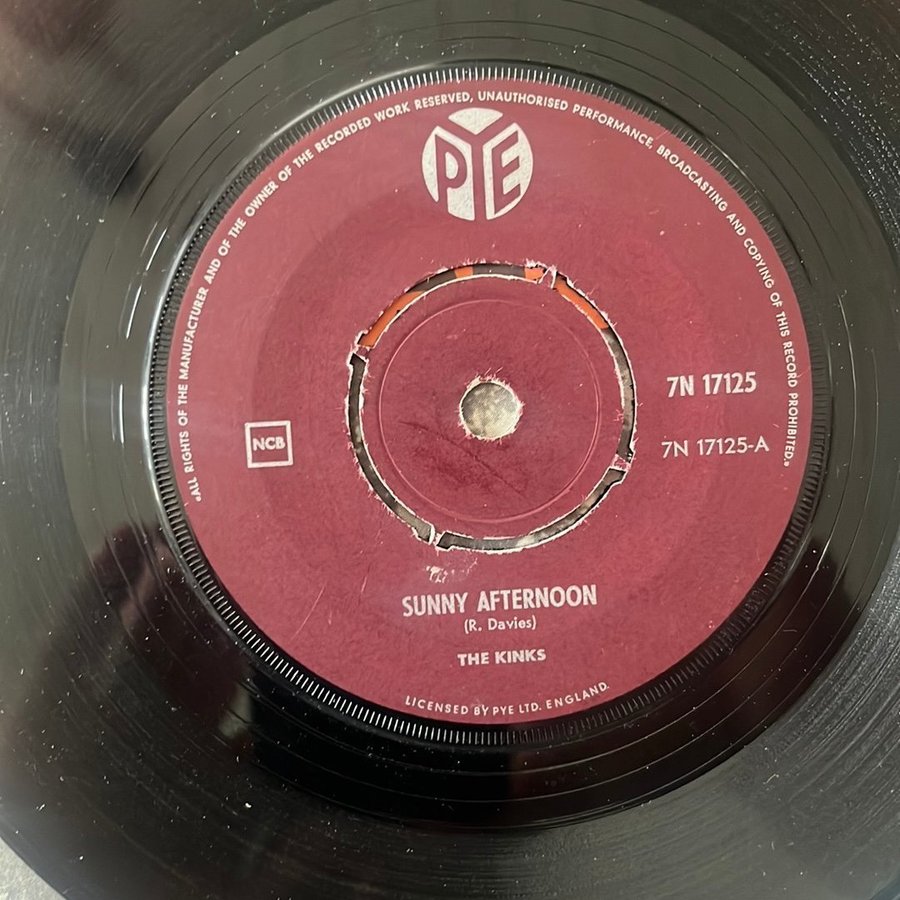 •ALL RIGHTS OF THE MANUFACTURER AND OF THE OWNER OF THE RECORDED WORK RESERVED, UNAUTHORISED PERFORMANCE, BROADCASTING AND COPYING OF THIS RECORD PROHIBITED.•
PYE
7N 17125
NCB
7N 17125-A
SUNNY AFTERNOON
(R. Davies)
THE KINKS
LICENSED BY PYE LTD. ENGLAND.